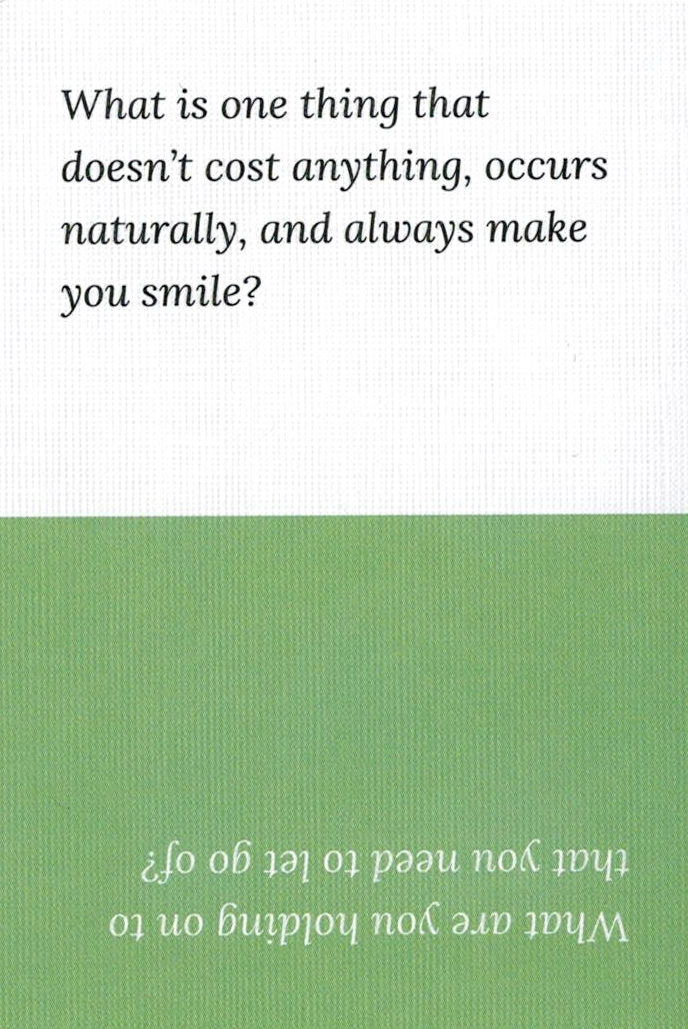 What is one thing that
doesn't cost anything, occurs
naturally, and always make
you smile?
What are you holding on to
that you need to let go of?